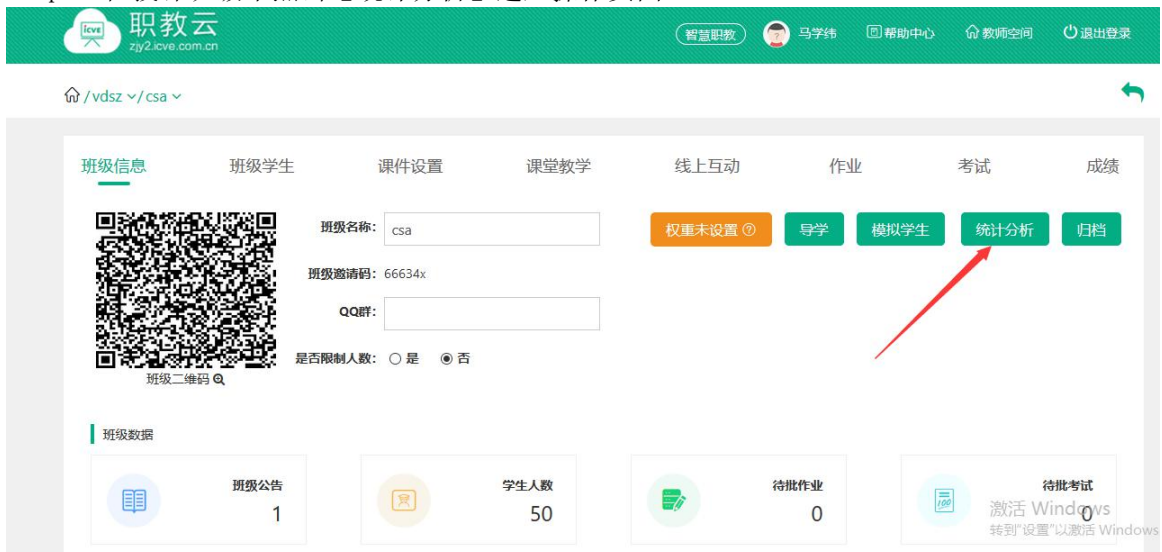 icve
职教云
zjy2.icve.com.cn
智慧职教 马学纬 帮助中心 教师空间 退出登录
/ vdsz / csa
班级信息 班级学生 课件设置 课堂教学 线上互动 作业 考试 成绩
班级名称： csa
权重未设置 导学 模拟学生 统计分析 归档
班级邀请码： 66634x
QQ群：
是否限制人数： 是 否
班级二维码
班级数据
班级公告 学生人数 待批作业 待批考试
1 50 0 0
100
激活 Windows
转到"设置"以激活 Windows